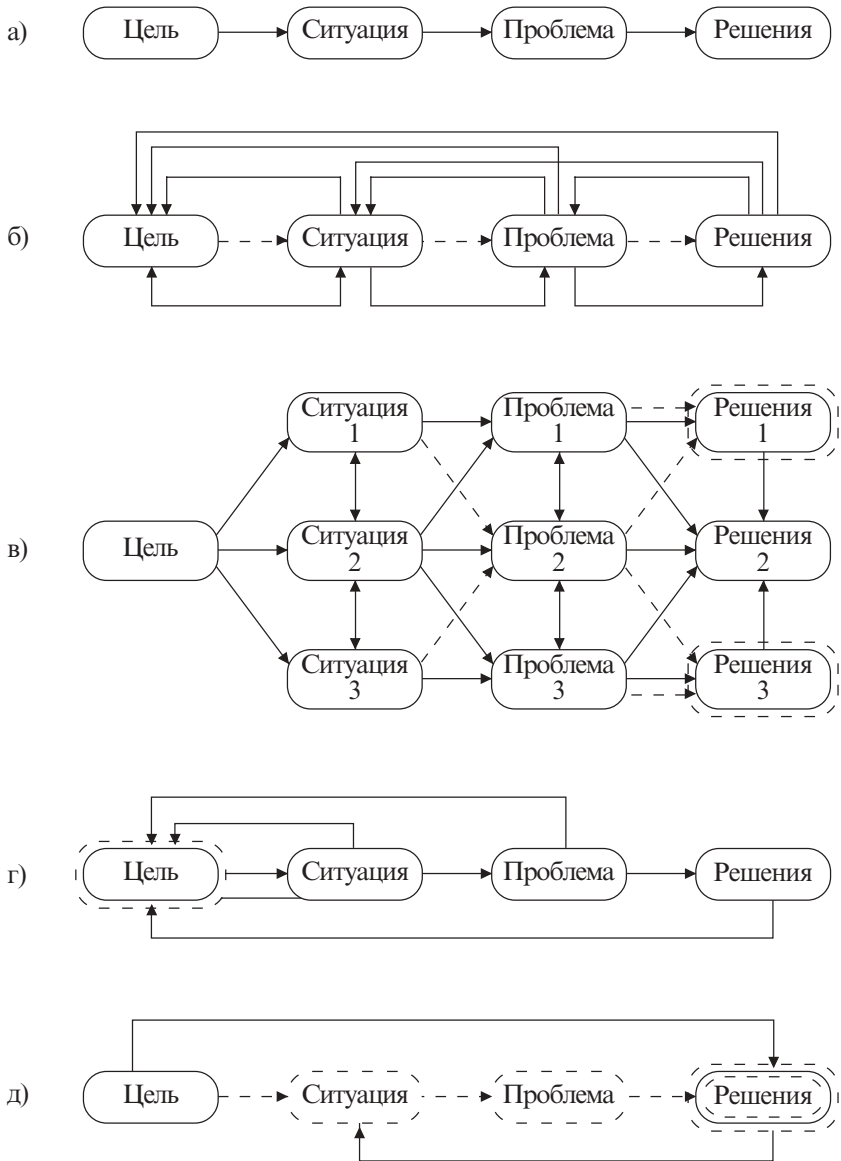 а) Цель Ситуация Проблема Решения
б) Цель Ситуация Проблема Решения
Ситуация Проблема Решения
1 1 1
в) Цель Ситуация Проблема Решения
2 2 2
Ситуация Проблема Решения
3 3 3
г) Цель Ситуация Проблема Решения
д) Цель Ситуация Проблема Решения